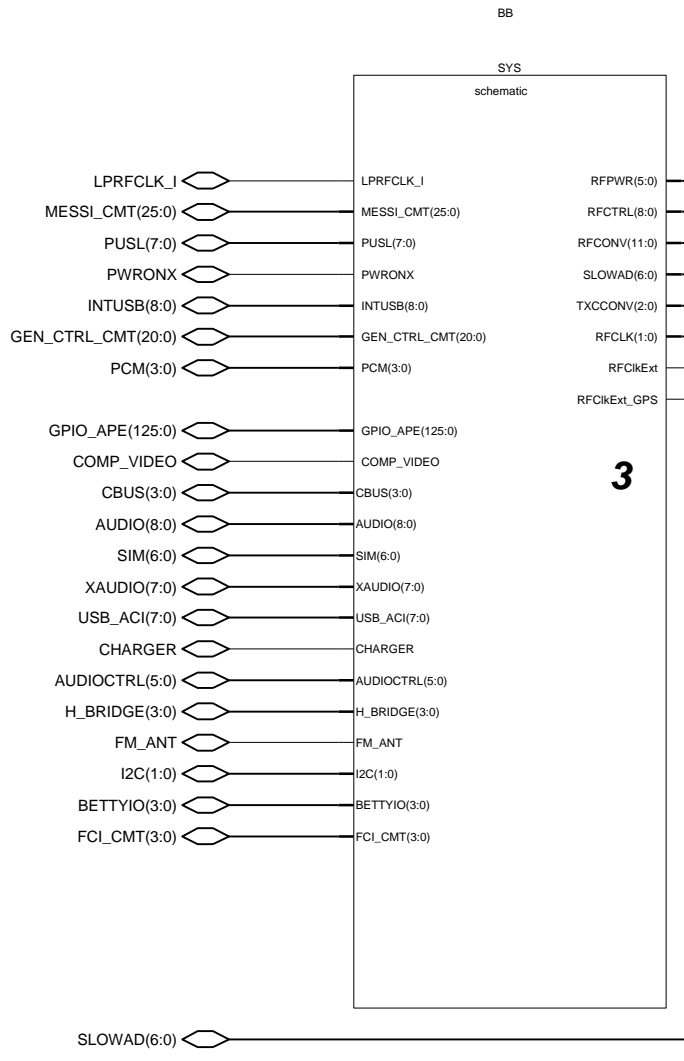 BB
SYS
schematic
LPRFCLK_I LPRFCLK_I RFPWR(5:0)
MESSI_CMT(25:0) MESSI_CMT(25:0) RFCTRL(8:0)
PUSL(7:0) PUSL(7:0) RFCONV(11:0)
PWRONX PWRONX SLOWAD(6:0)
INTUSB(8:0) INTUSB(8:0) TXCCONV(2:0)
GEN_CTRL_CMT(20:0) GEN_CTRL_CMT(20:0) RFCLK(1:0)
PCM(3:0) PCM(3:0) RFClkExt
RFClkExt_GPS
GPIO_APE(125:0) GPIO_APE(125:0)
COMP_VIDEO COMP_VIDEO
3
CBUS(3:0) CBUS(3:0)
AUDIO(8:0) AUDIO(8:0)
SIM(6:0) SIM(6:0)
XAUDIO(7:0) XAUDIO(7:0)
USB_ACI(7:0) USB_ACI(7:0)
CHARGER CHARGER
AUDIOCTRL(5:0) AUDIOCTRL(5:0)
H_BRIDGE(3:0) H_BRIDGE(3:0)
FM_ANT FM_ANT
I2C(1:0) I2C(1:0)
BETTYIO(3:0) BETTYIO(3:0)
FCI_CMT(3:0) FCI_CMT(3:0)
SLOWAD(6:0)